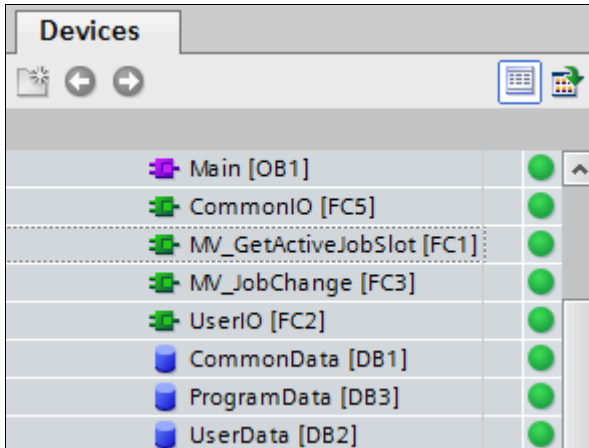 Devices
Main [OB1]
CommonIO [FC5]
MV_GetActiveJobSlot [FC1]
MV_JobChange [FC3]
UserIO [FC2]
CommonData [DB1]
ProgramData [DB3]
UserData [DB2]